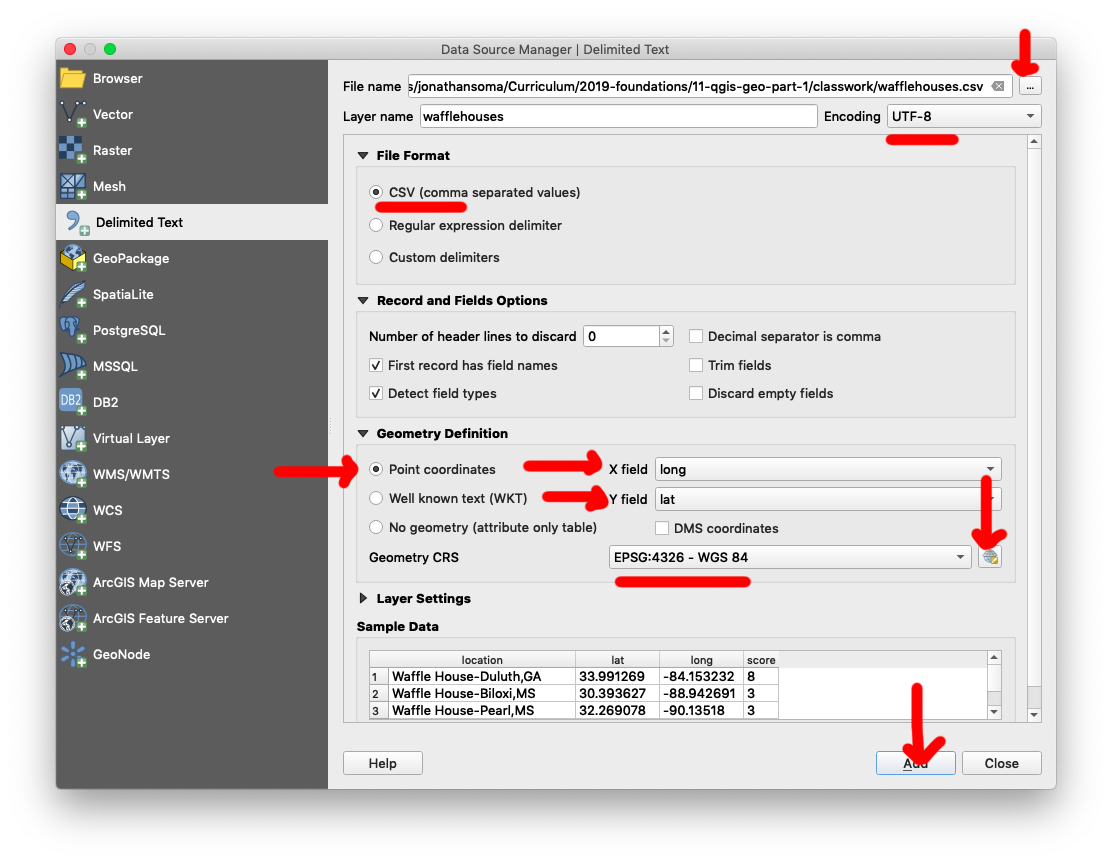 Data Source Manager | Delimited Text
Browser
Vector
Raster
Mesh
Delimited Text
GeoPackage
SpatiaLite
PostgreSQL
MSSQL
DB2
DB2
Virtual Layer
WMS/WMTS
WCS
WFS
ArcGIS Map Server
ArcGIS Feature Server
GeoNode
File name s/jonathansoma/Curriculum/2019-foundations/11-qgis-geo-part-1/classwork/wafflehouses.csv ...
Layer name wafflehouses Encoding UTF-8
File Format
CSV (comma separated values)
Regular expression delimiter
Custom delimiters
Record and Fields Options
Number of header lines to discard 0 Decimal separator is comma
First record has field names Trim fields
Detect field types Discard empty fields
Geometry Definition
Point coordinates X field long
Well known text (WKT) Y field lat
No geometry (attribute only table) DMS coordinates
Geometry CRS EPSG:4326 - WGS 84
Layer Settings
Sample Data
location lat long score
1 Waffle House-Duluth,GA 33.991269 -84.153232 8
2 Waffle House-Biloxi,MS 30.393627 -88.942691 3
3 Waffle House-Pearl,MS 32.269078 -90.13518 3
Help Add Close